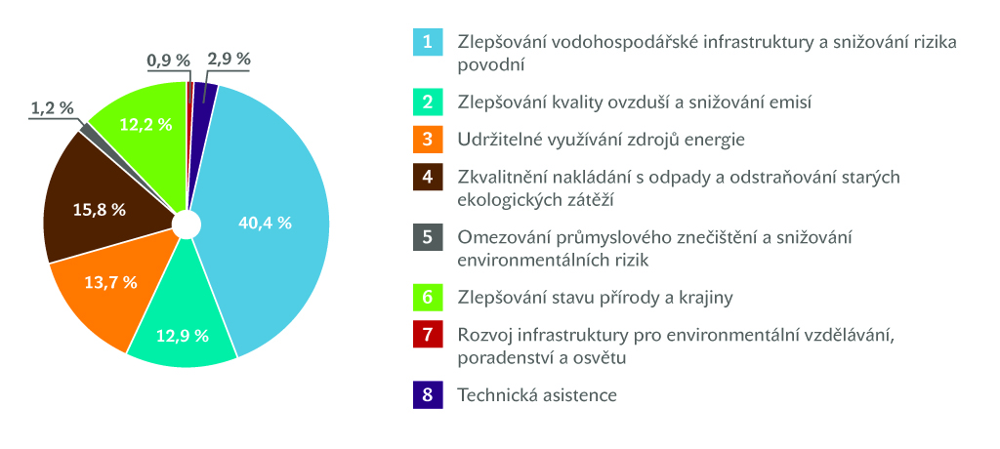 0,9 %
2,9 %
1,2 %
12,2 %
15,8 %
40,4 %
13,7 %
12,9 %
1 Zlepšování vodohospodářské infrastruktury a snižování rizika
povodní
2 Zlepšování kvality ovzduší a snižování emisí
3 Udržitelné využívání zdrojů energie
4 Zkvalitnění nakládání s odpady a odstraňování starých
ekologických zátěží
5 Omezování průmyslového znečištění a snižování
environmentálních rizik
6 Zlepšování stavu přírody a krajiny
7 Rozvoj infrastruktury pro environmentální vzdělávání,
poradenství a osvětu
8 Technická asistence